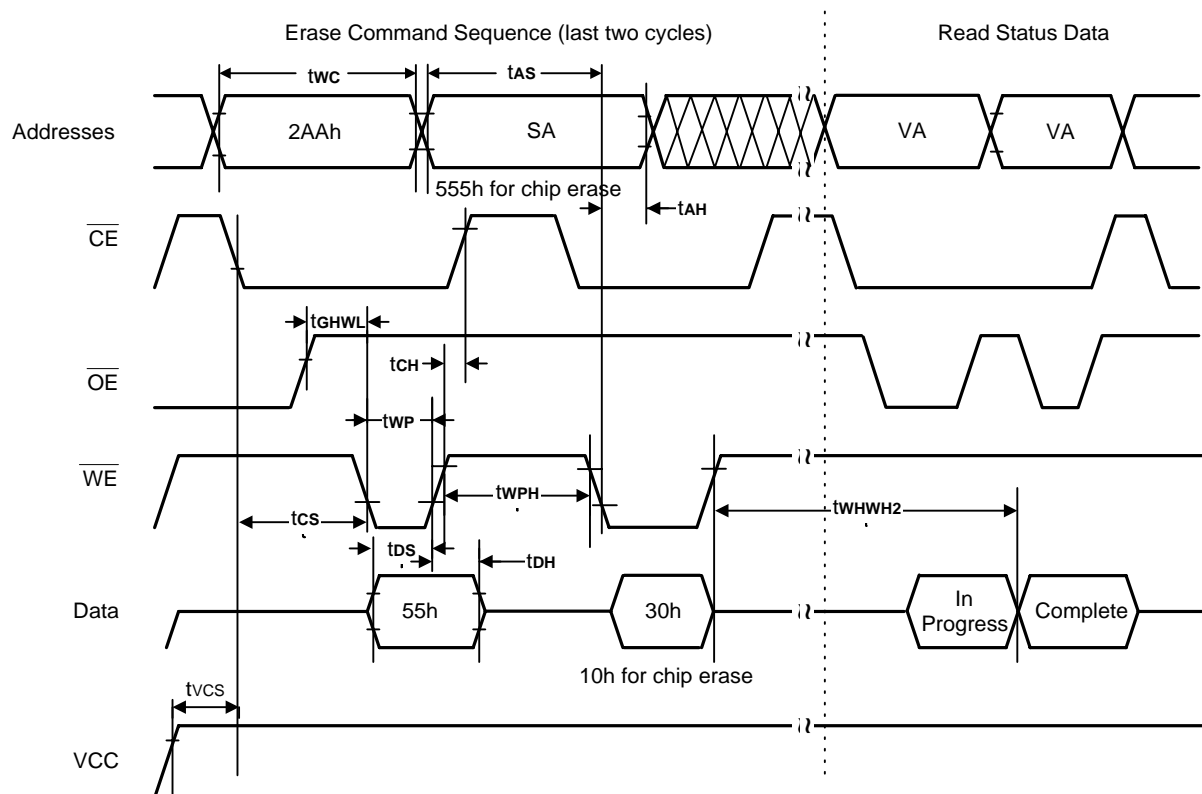 Erase Command Sequence (last two cycles)
Read Status Data
tWC
tAS
Addresses
2AAh
SA
VA
VA
555h for chip erase
tAH
CE
tGHWL
tCH
OE
tWP
WE
tWPH
tWHWH2
tCS
tDS
tDH
Data
55h
30h
In
Progress
Complete
10h for chip erase
tVCS
VCC